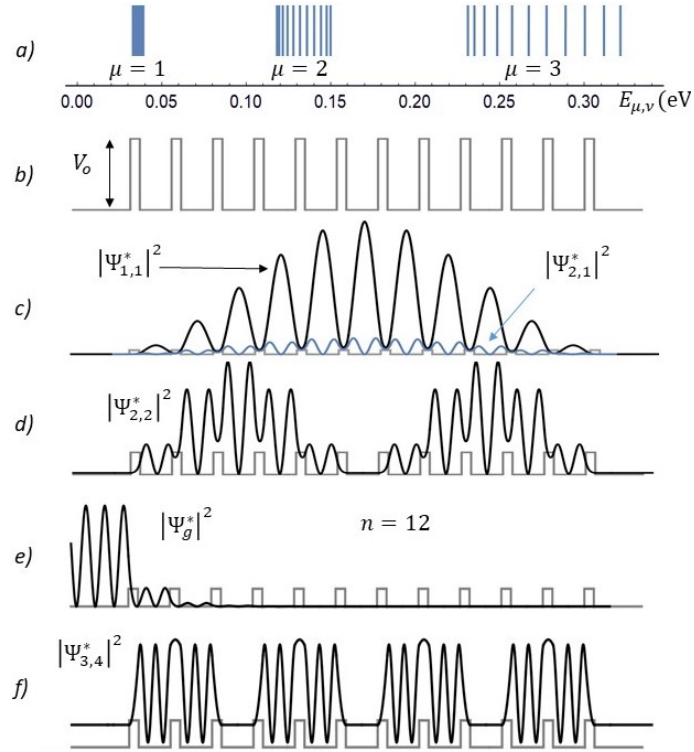 a)
μ = 1 μ = 2 μ = 3
0.00 0.05 0.10 0.15 0.20 0.25 0.30 E_{μ,ν}(eV
b) V_o
|Ψ*_{1,1}|² |Ψ*_{2,1}|²
c)
d) |Ψ*_{2,2}|²
e) |Ψ*_g|² n = 12
|Ψ*_{3,4}|²
f)